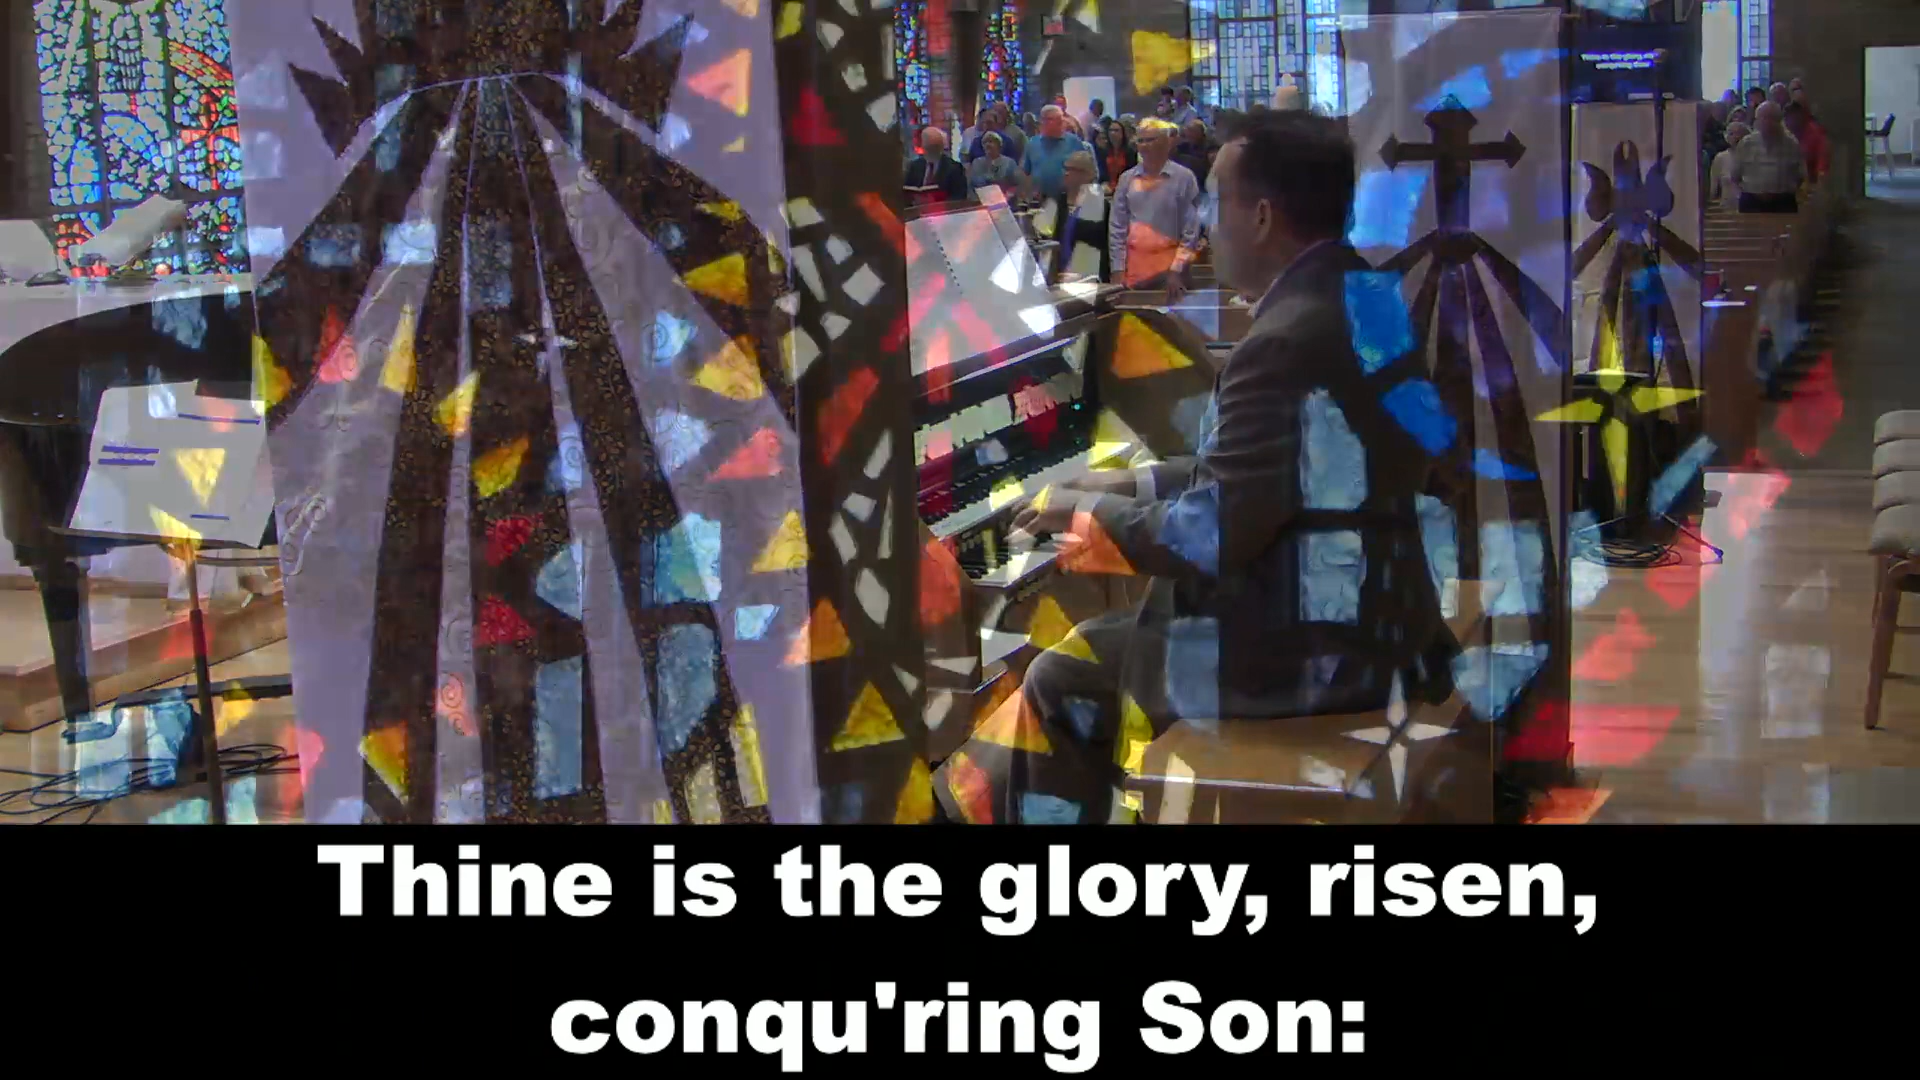 Thine is the glory, risen,
conqu'ring Son: